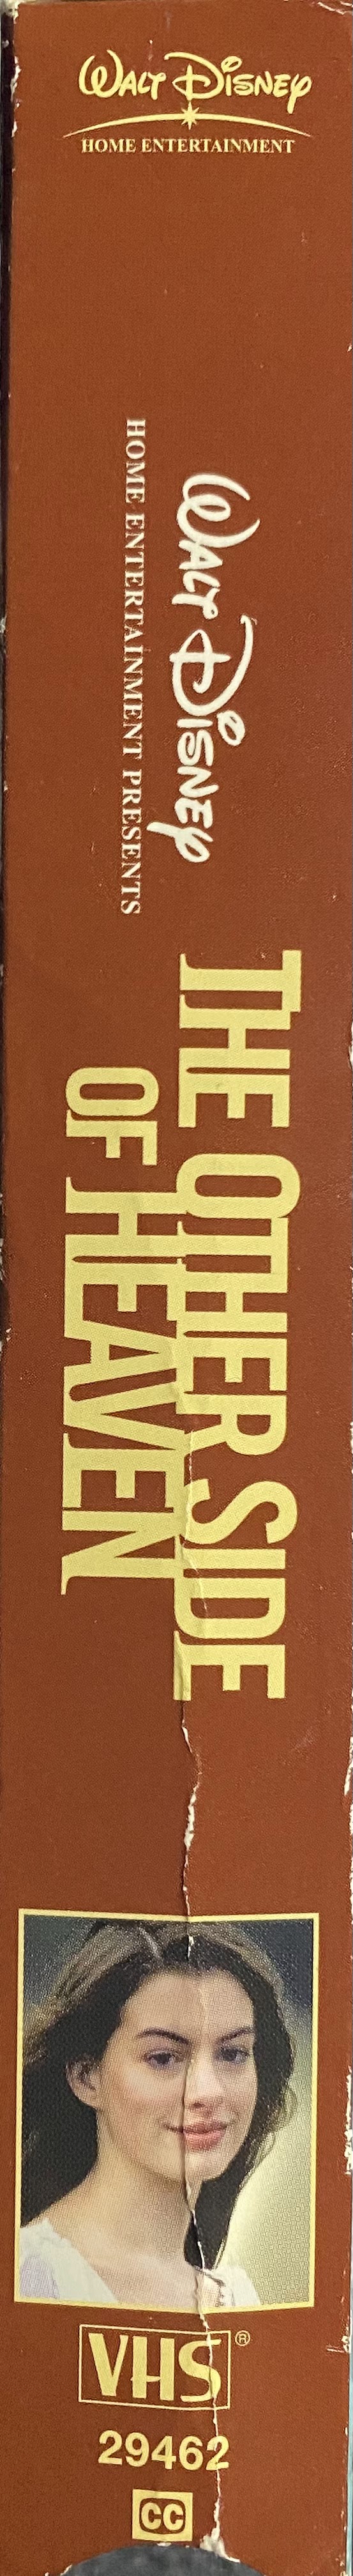 WALT DISNEY
HOME ENTERTAINMENT
WALT DISNEY
HOME ENTERTAINMENT PRESENTS
THE OTHER SIDE
OF HEAVEN
VHS®
29462
CC